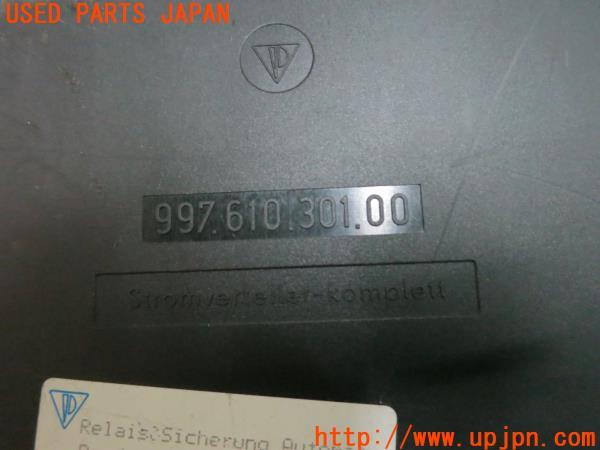 USED PARTS JAPAN
997.610.301.00
Stromverteiler-komplett
Relais&Sicherung
http://www.upjpn.com